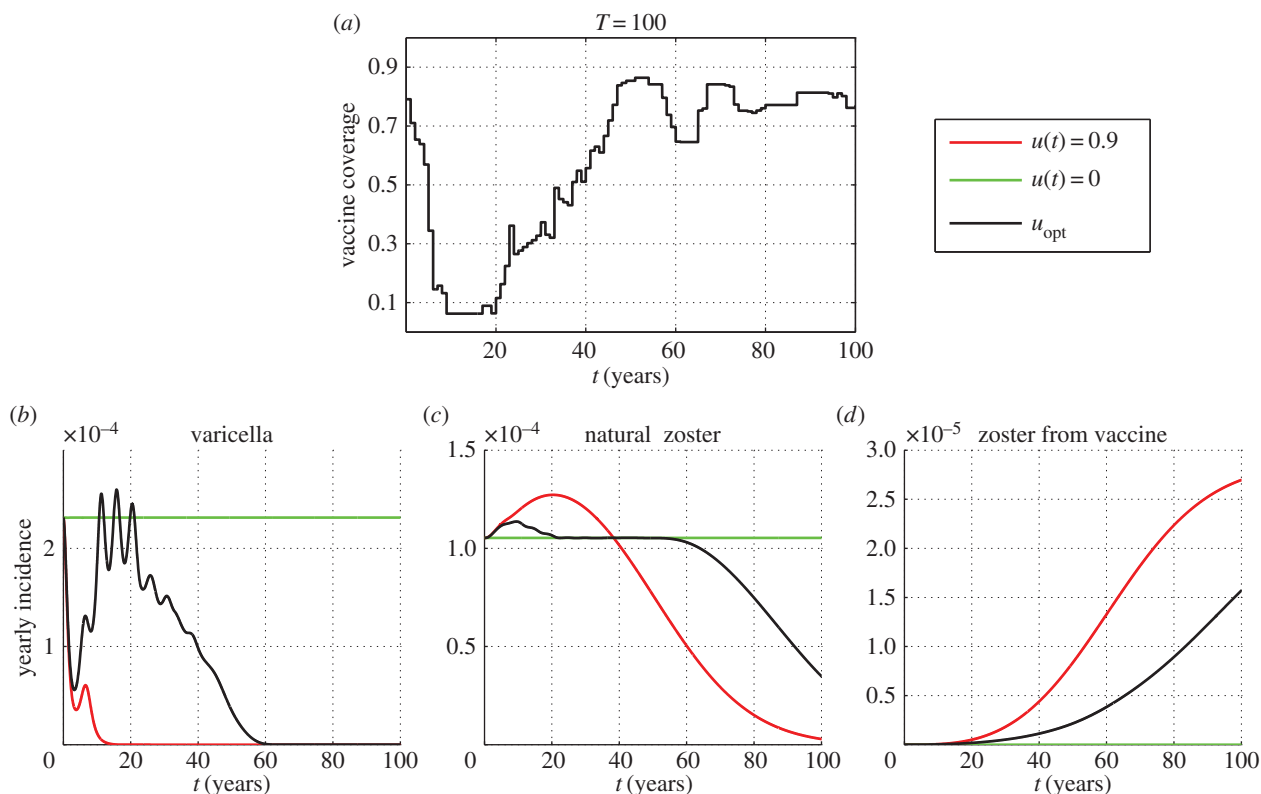 (a) T = 100
vaccine coverage
0.9
0.7
0.5
0.3
0.1
20 40 60 80 100
t (years)
u(t) = 0.9
u(t) = 0
u_opt
(b) ×10⁻⁴ varicella
yearly incidence
2
1
0 20 40 60 80 100
t (years)
(c) ×10⁻⁴ natural zoster
1.5
1.0
0.5
0 20 40 60 80 100
t (years)
(d) ×10⁻⁵ zoster from vaccine
3.0
2.5
2.0
1.5
1.0
0.5
0 20 40 60 80 100
t (years)